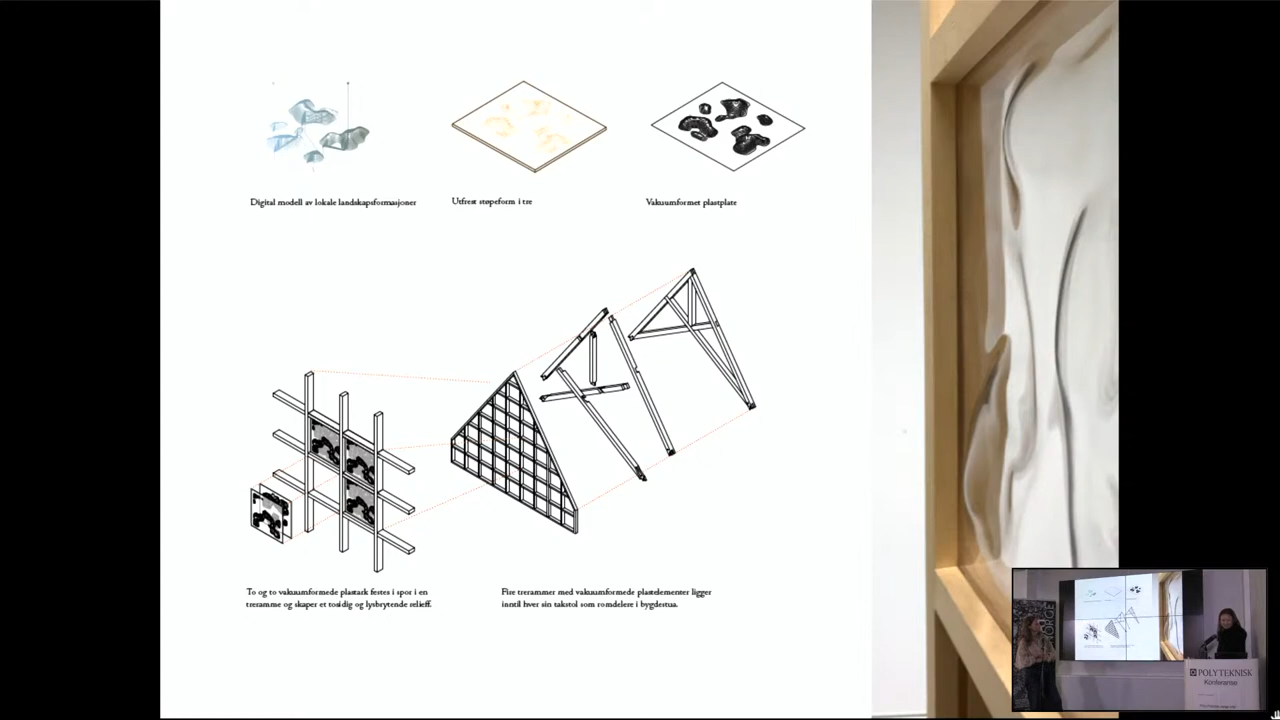 Digital modell av lokale landskapsformasjoner
Utfrest støpeform i tre
Vakuumformet plastplate
To og to vakuumformede plastark festes i spor i en
treramme og skaper et tosidig og lysbrytende relieff.
Fire trerammer med vakuumformede plastelementer ligger
inntil hver sin takstol som romdelere i bygdestua.
NORGE
POLYTEKNISK
Konferanse